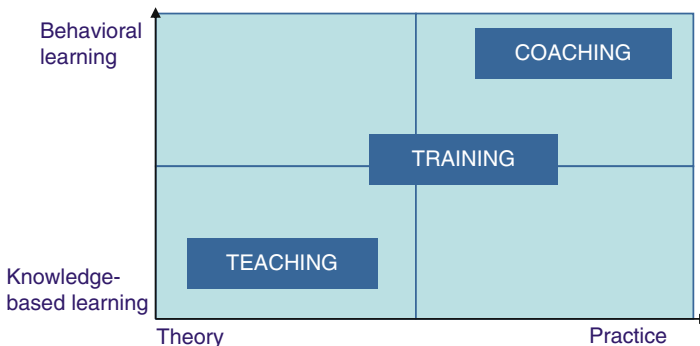 Behavioral
learning
COACHING
TRAINING
TEACHING
Knowledge-
based learning
Theory
Practice